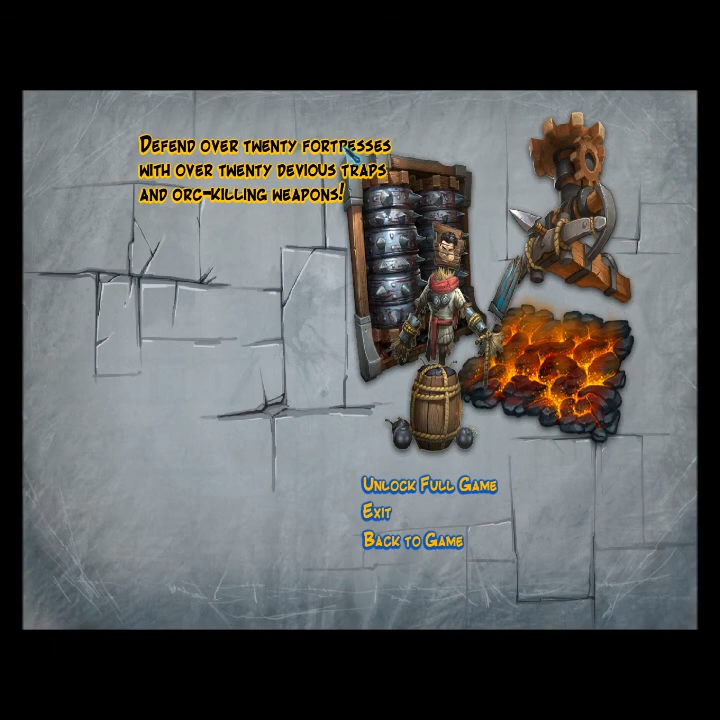 Defend over twenty fortresses
with over twenty devious traps
and orc-killing weapons!
Unlock Full Game
Exit
Back to Game